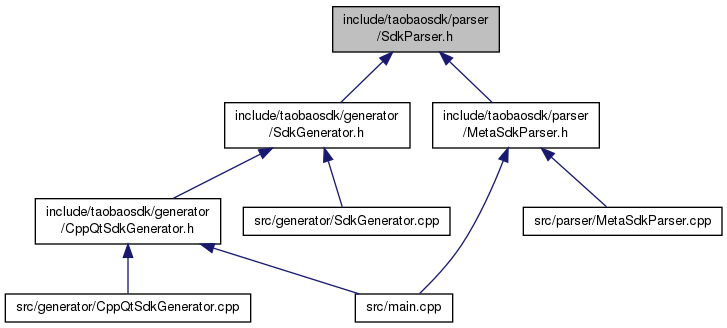 include/taobaosdk/parser
/SdkParser.h
include/taobaosdk/generator
/SdkGenerator.h
include/taobaosdk/parser
/MetaSdkParser.h
include/taobaosdk/generator
/CppQtSdkGenerator.h
src/generator/SdkGenerator.cpp
src/parser/MetaSdkParser.cpp
src/generator/CppQtSdkGenerator.cpp
src/main.cpp